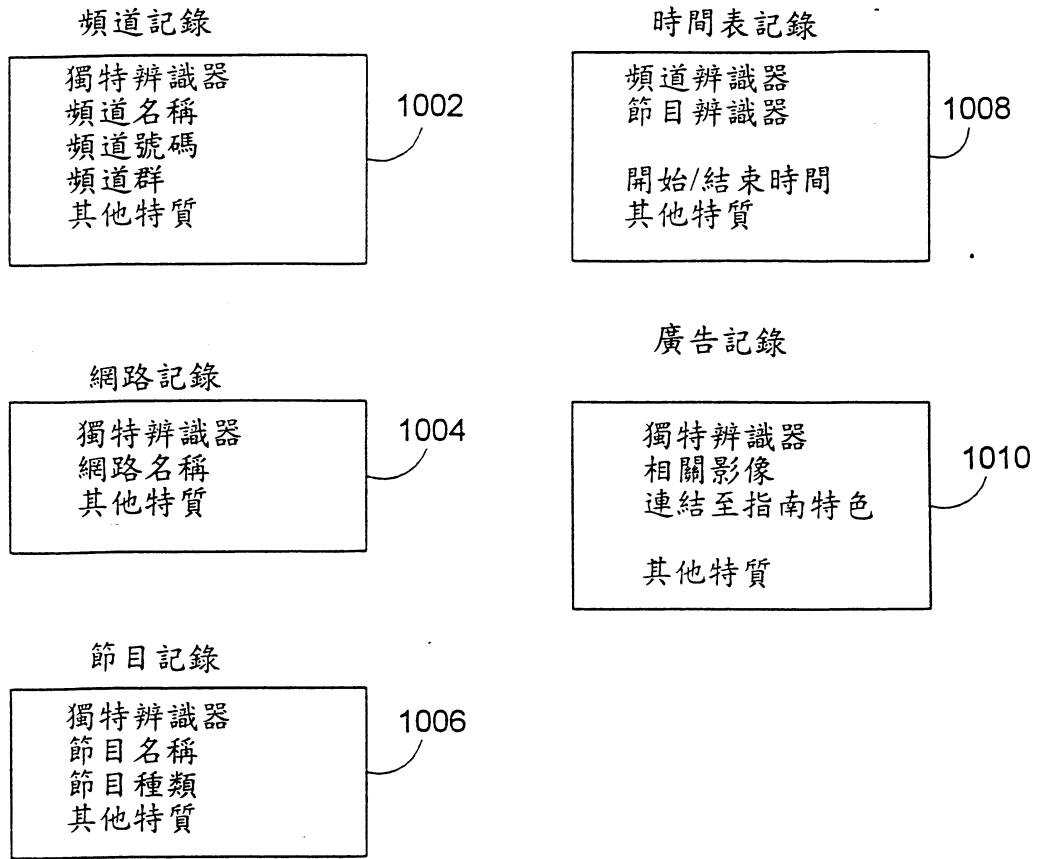 頻道記錄
獨特辨識器
頻道名稱
頻道號碼
頻道群
其他特質
1002
網路記錄
獨特辨識器
網路名稱
其他特質
1004
節目記錄
獨特辨識器
節目名稱
節目種類
其他特質
1006
時間表記錄
頻道辨識器
節目辨識器
開始/結束時間
其他特質
1008
廣告記錄
獨特辨識器
相關影像
連結至指南特色
其他特質
1010